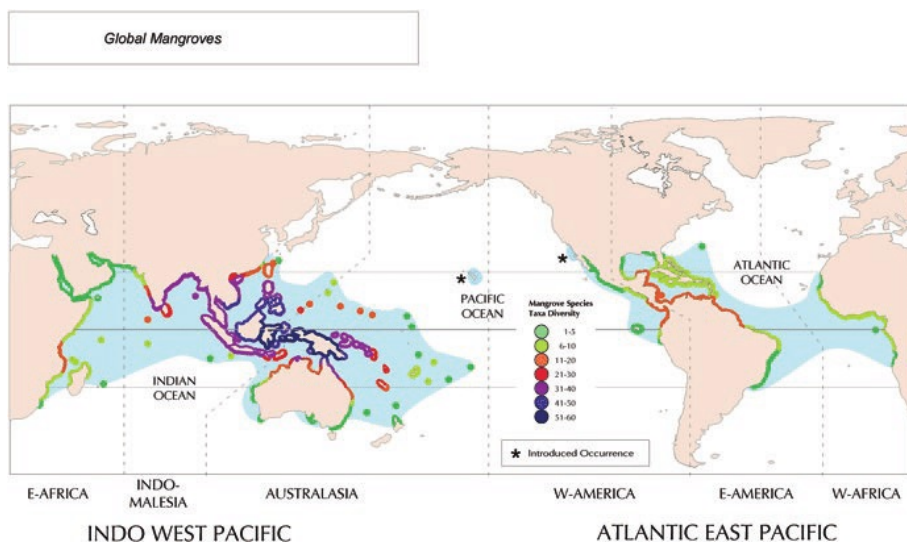 Global Mangroves
ATLANTIC
OCEAN
*
*
PACIFIC
OCEAN
Mangrove Species
Taxa Diversity
1-5
6-10
11-20
21-30
31-40
41-50
51-60
INDIAN
OCEAN
* Introduced Occurrence
E-AFRICA
INDO-
MALESIA
AUSTRALASIA
W-AMERICA
E-AMERICA
W-AFRICA
INDO WEST PACIFIC
ATLANTIC EAST PACIFIC